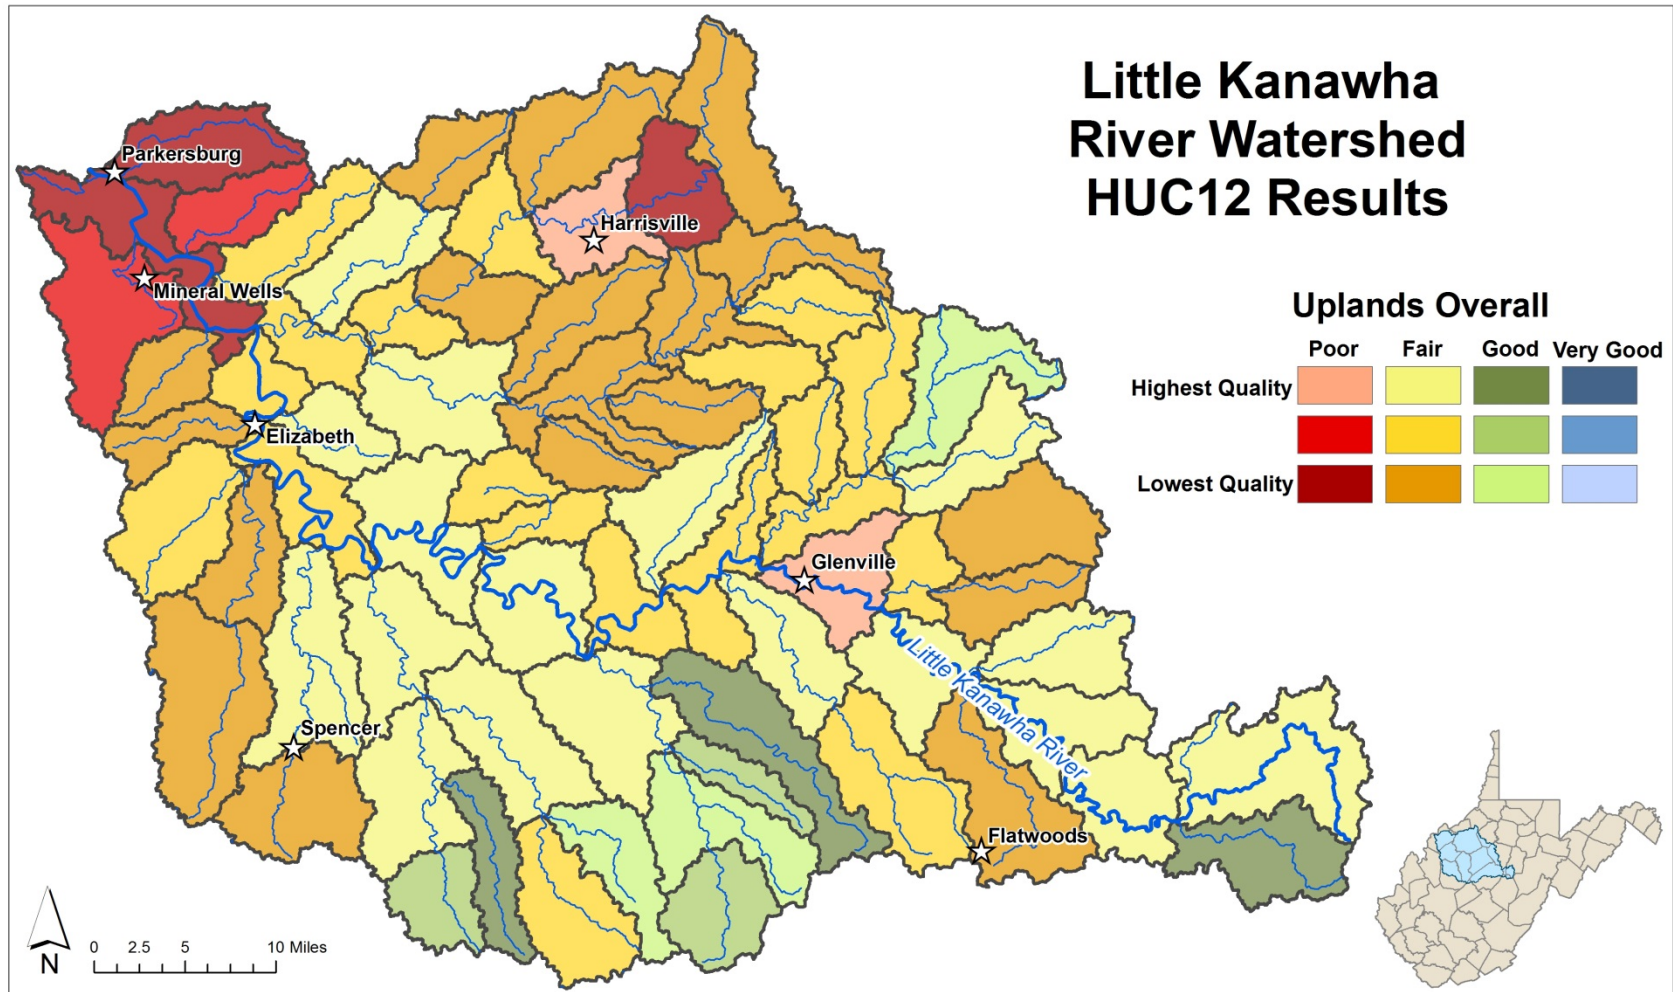 Little Kanawha
River Watershed
HUC12 Results
Parkersburg
Harrisville
Mineral Wells
Uplands Overall
Poor Fair Good Very Good
Highest Quality
Lowest Quality
Elizabeth
Glenville
Little Kanawha River
Spencer
Flatwoods
N
0 2.5 5 10 Miles